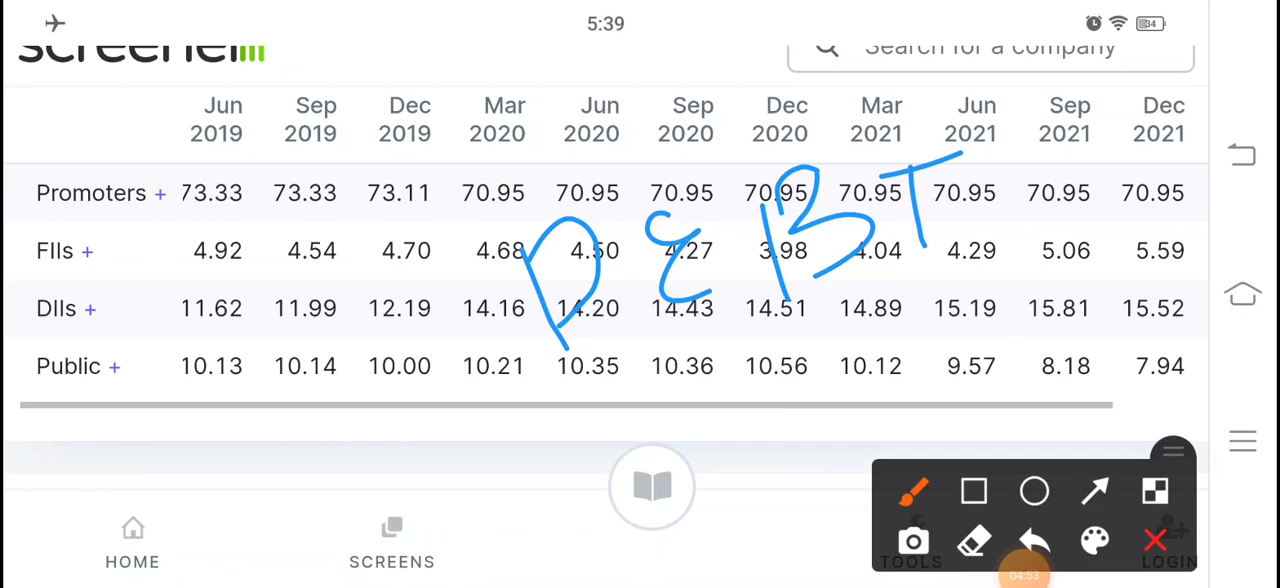 5:39
34
screener
Search for a company
Jun 2019 Sep 2019 Dec 2019 Mar 2020 Jun 2020 Sep 2020 Dec 2020 Mar 2021 Jun 2021 Sep 2021 Dec 2021
Promoters + 73.33 73.33 73.11 70.95 70.95 70.95 70.95 70.95 70.95 70.95 70.95
FIIs + 4.92 4.54 4.70 4.68 4.50 4.27 3.98 4.04 4.29 5.06 5.59
DIIs + 11.62 11.99 12.19 14.16 14.20 14.43 14.51 14.89 15.19 15.81 15.52
Public + 10.13 10.14 10.00 10.21 10.35 10.36 10.56 10.12 9.57 8.18 7.94
DEBT
HOME SCREENS TOOLS LOGIN
04:53